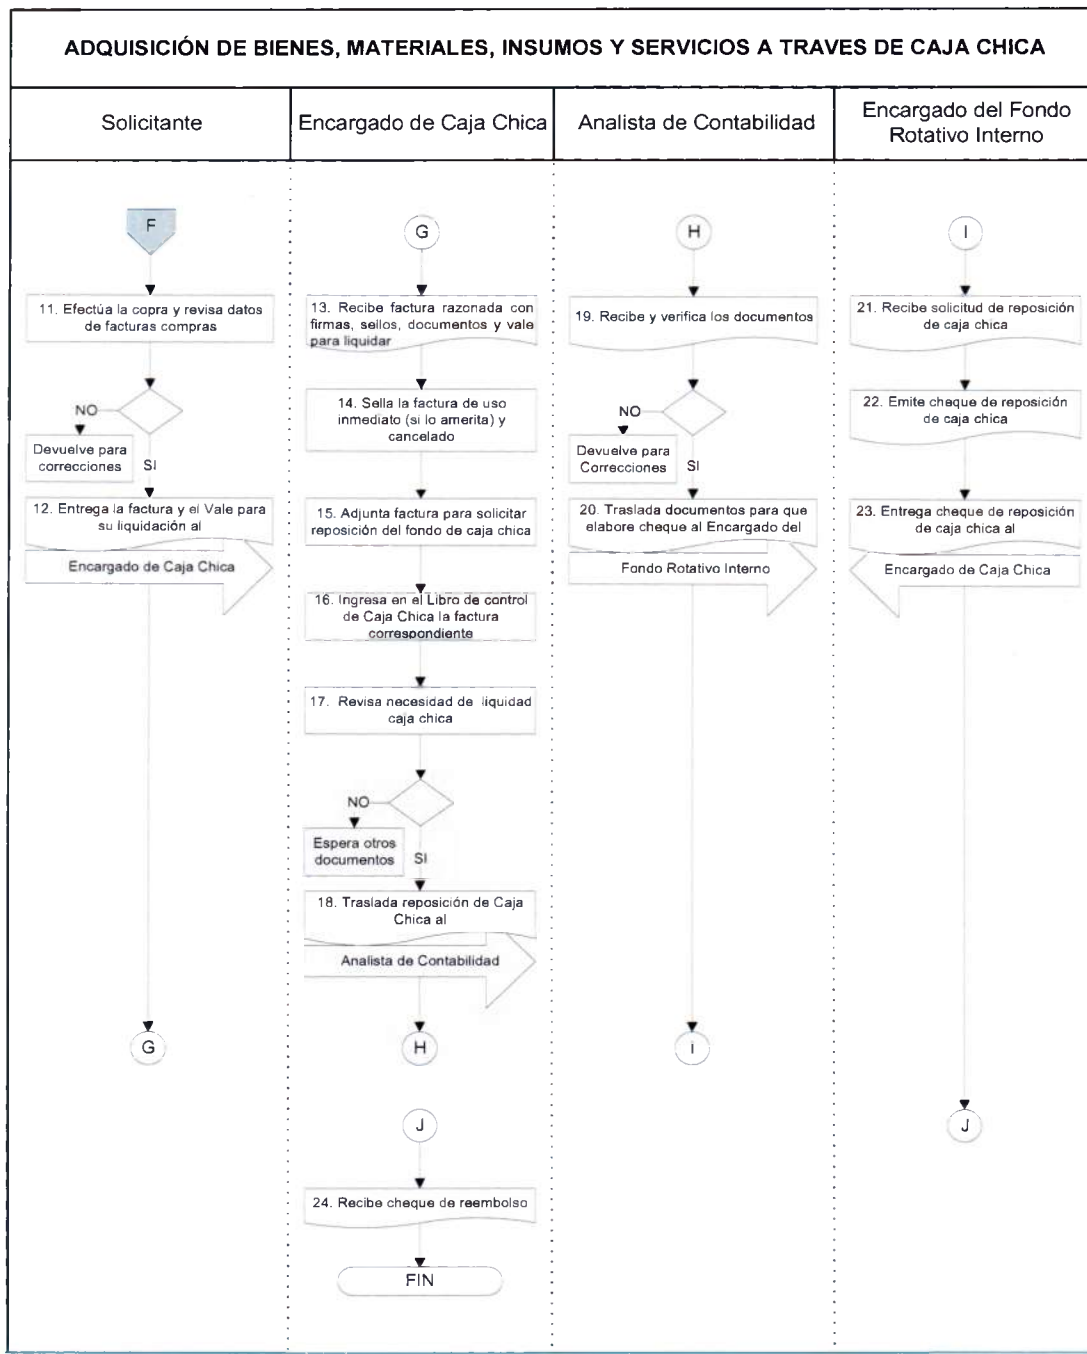 ADQUISICIÓN DE BIENES, MATERIALES, INSUMOS Y SERVICIOS A TRAVES DE CAJA CHICA
Solicitante
Encargado de Caja Chica
Analista de Contabilidad
Encargado del Fondo
Rotativo Interno
F
11. Efectúa la copra y revisa datos
de facturas compras
NO
Devuelve para
correcciones
SI
12. Entrega la factura y el Vale para
su liquidación al
Encargado de Caja Chica
G
G
13. Recibe factura razonada con
firmas, sellos, documentos y vale
para liquidar
14. Sella la factura de uso
inmediato (si lo amerita) y
cancelado
15. Adjunta factura para solicitar
reposición del fondo de caja chica
16. Ingresa en el Libro de control
de Caja Chica la factura
correspondiente
17. Revisa necesidad de liquidad
caja chica
NO
Espera otros
documentos
SI
18. Traslada reposición de Caja
Chica al
Analista de Contabilidad
H
J
24. Recibe cheque de reembolso
FIN
H
19. Recibe y verifica los documentos
NO
Devuelve para
Correcciones
SI
20. Traslada documentos para que
elabore cheque al Encargado del
Fondo Rotativo Interno
i
I
21. Recibe solicitud de reposición
de caja chica
22. Emite cheque de reposición
de caja chica
23. Entrega cheque de reposición
de caja chica al
Encargado de Caja Chica
J